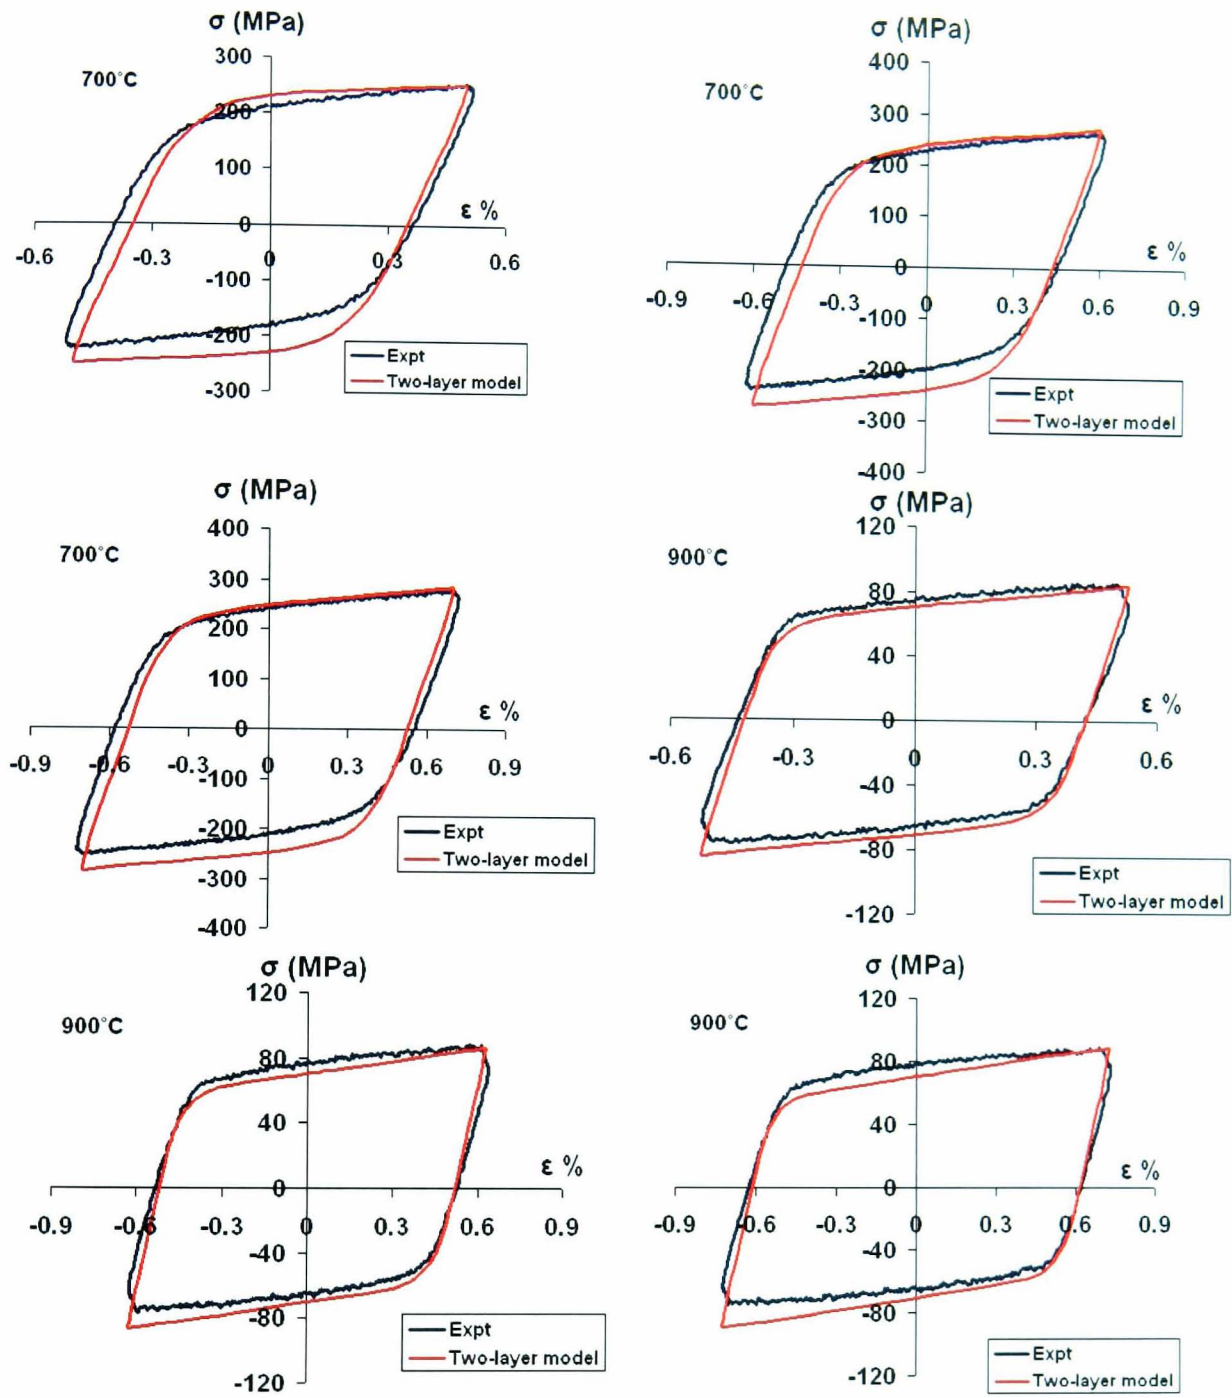 σ (MPa)
700°C
300
200
100
0
-100
-200
-300
-0.6
-0.3
0
0.3
0.6
ε %
Expt
Two-layer model
σ (MPa)
700°C
400
300
200
100
0
-100
-200
-300
-400
-0.9
-0.6
-0.3
0
0.3
0.6
0.9
ε %
Expt
Two-layer model
σ (MPa)
700°C
400
300
200
100
0
-100
-200
-300
-400
-0.9
-0.6
-0.3
0
0.3
0.6
0.9
ε %
Expt
Two-layer model
σ (MPa)
900°C
120
80
40
0
-40
-80
-120
-0.6
-0.3
0
0.3
0.6
ε %
Expt
Two-layer model
σ (MPa)
900°C
120
80
40
0
-40
-80
-120
-0.9
-0.6
-0.3
0
0.3
0.6
0.9
ε %
Expt
Two-layer model
σ (MPa)
900°C
120
80
40
0
-40
-80
-120
-0.9
-0.6
-0.3
0
0.3
0.6
0.9
ε %
Expt
Two-layer model